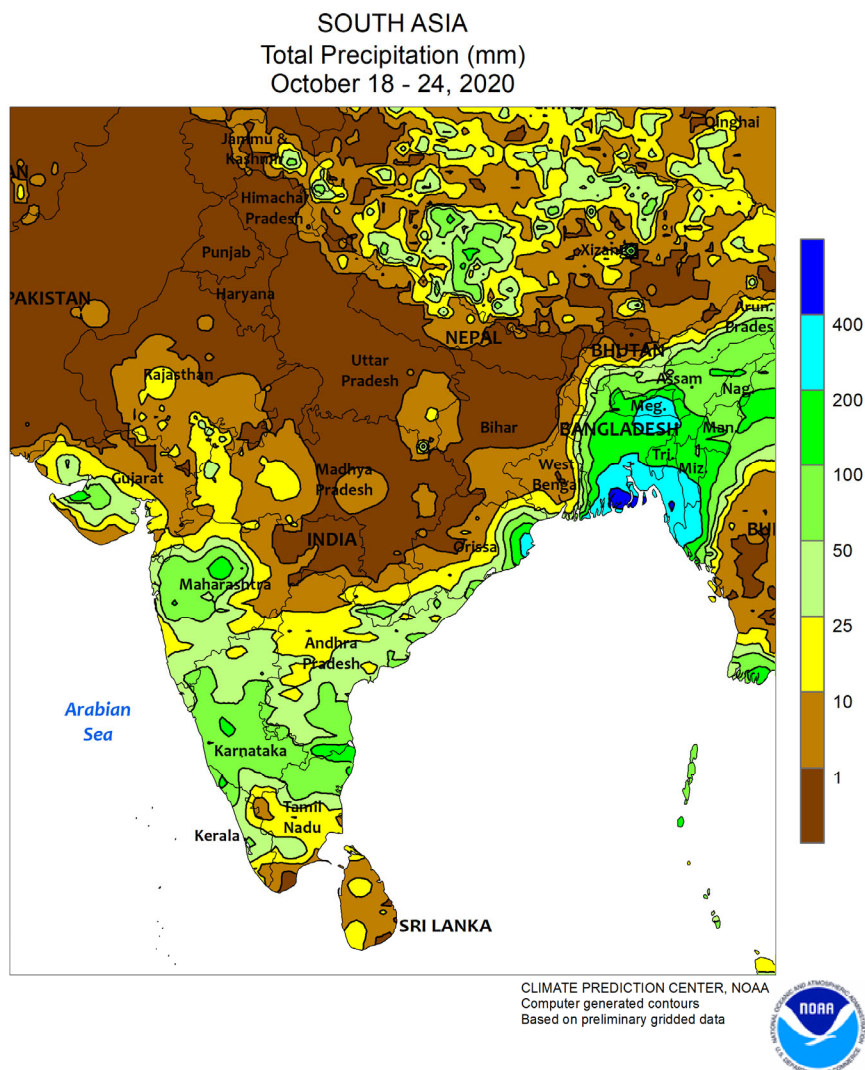 SOUTH ASIA
Total Precipitation (mm)
October 18 - 24, 2020
Qinghai
Jammu &
Kashmir
AN
Himachal
Pradesh
Punjab
Xizang
Haryana
PAKISTAN
Arun.
Prades
NEPAL
BHUTAN
Uttar
Pradesh
Rajasthan
Assam
Nag.
Meg.
Bihar
BANGLADESH
Man.
Tri.
Miz.
West
Bengal
Gujarat
Madhya
Pradesh
BU
INDIA
Orissa
Maharashtra
Andhra
Pradesh
Arabian
Sea
Karnataka
Tamil
Nadu
Kerala
SRI LANKA
400
200
100
50
25
10
1
CLIMATE PREDICTION CENTER, NOAA
Computer generated contours
Based on preliminary gridded data
NOAA